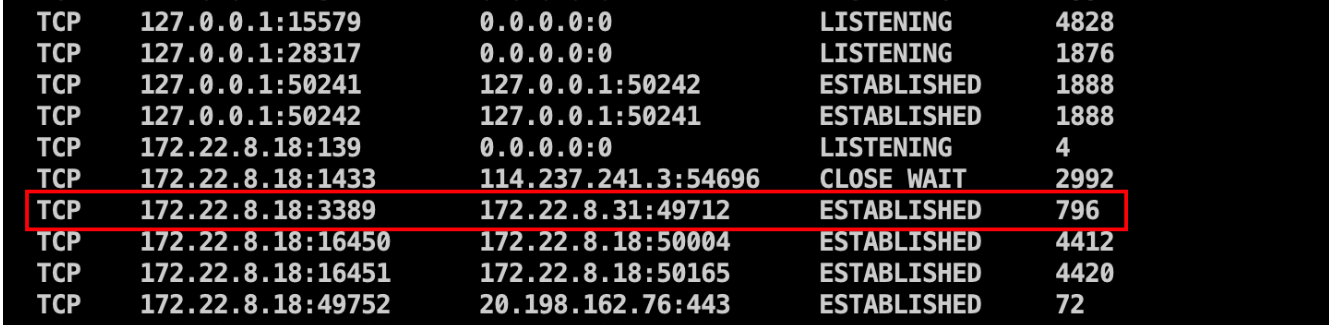 TCP 127.0.0.1:15579 0.0.0.0:0 LISTENING 4828
TCP 127.0.0.1:28317 0.0.0.0:0 LISTENING 1876
TCP 127.0.0.1:50241 127.0.0.1:50242 ESTABLISHED 1888
TCP 127.0.0.1:50242 127.0.0.1:50241 ESTABLISHED 1888
TCP 172.22.8.18:139 0.0.0.0:0 LISTENING 4
TCP 172.22.8.18:1433 114.237.241.3:54696 CLOSE_WAIT 2992
TCP 172.22.8.18:3389 172.22.8.31:49712 ESTABLISHED 796
TCP 172.22.8.18:16450 172.22.8.18:50004 ESTABLISHED 4412
TCP 172.22.8.18:16451 172.22.8.18:50165 ESTABLISHED 4420
TCP 172.22.8.18:49752 20.198.162.76:443 ESTABLISHED 72